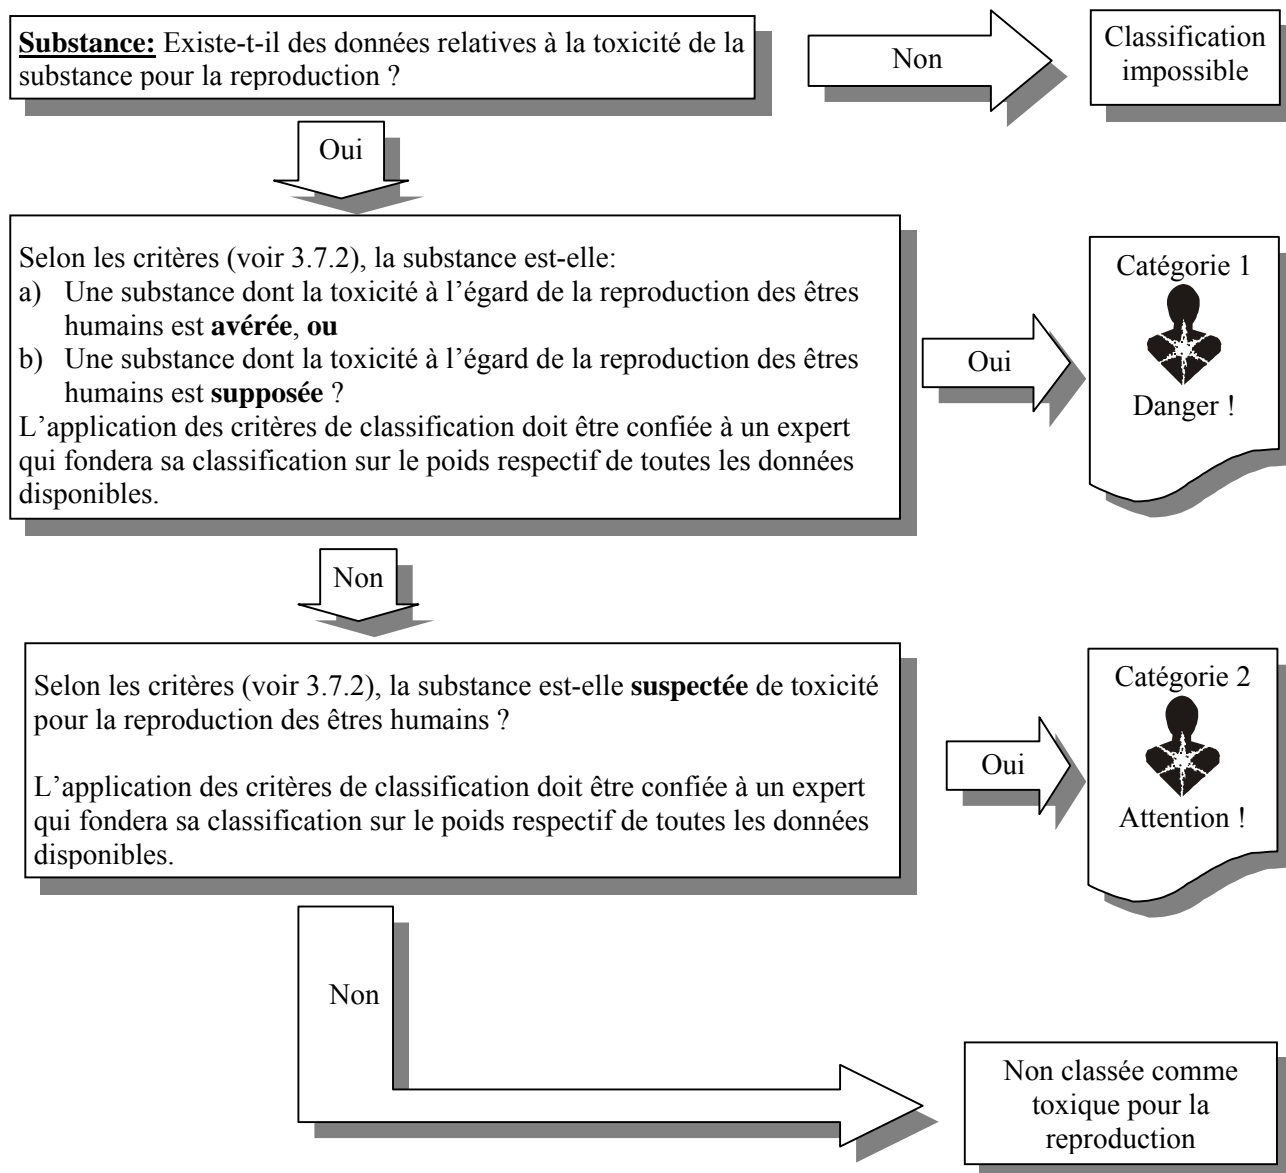 Substance: Existe-t-il des données relatives à la toxicité de la
substance pour la reproduction ?
Non
Classification
impossible
Oui
Selon les critères (voir 3.7.2), la substance est-elle:
a) Une substance dont la toxicité à l’égard de la reproduction des êtres
humains est avérée, ou
b) Une substance dont la toxicité à l’égard de la reproduction des êtres
humains est supposée ?
L’application des critères de classification doit être confiée à un expert
qui fondera sa classification sur le poids respectif de toutes les données
disponibles.
Oui
Catégorie 1
Danger !
Non
Selon les critères (voir 3.7.2), la substance est-elle suspectée de toxicité
pour la reproduction des êtres humains ?
L’application des critères de classification doit être confiée à un expert
qui fondera sa classification sur le poids respectif de toutes les données
disponibles.
Oui
Catégorie 2
Attention !
Non
Non classée comme
toxique pour la
reproduction